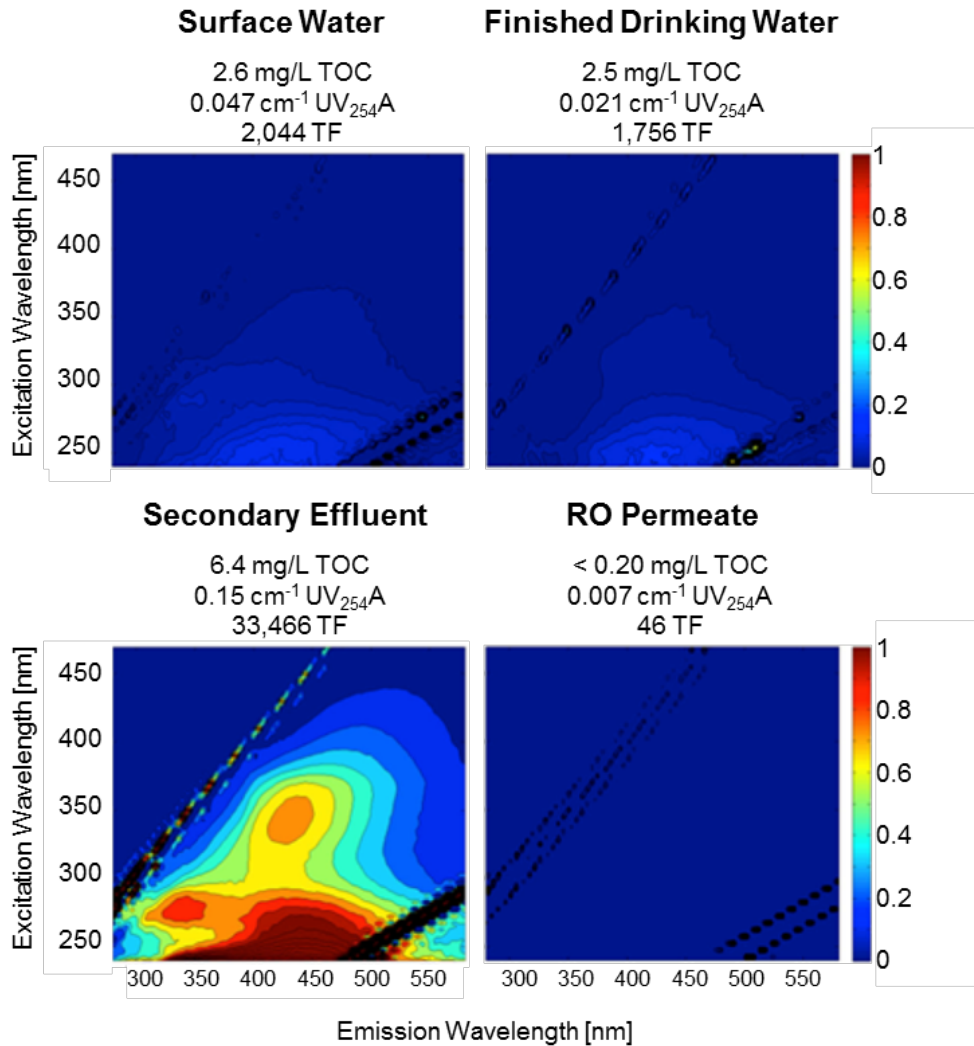 Surface Water
2.6 mg/L TOC
0.047 cm⁻¹ UV₂₅₄A
2,044 TF
Finished Drinking Water
2.5 mg/L TOC
0.021 cm⁻¹ UV₂₅₄A
1,756 TF
Excitation Wavelength [nm]
450
400
350
300
250
1
0.8
0.6
0.4
0.2
0
Secondary Effluent
6.4 mg/L TOC
0.15 cm⁻¹ UV₂₅₄A
33,466 TF
RO Permeate
< 0.20 mg/L TOC
0.007 cm⁻¹ UV₂₅₄A
46 TF
Excitation Wavelength [nm]
450
400
350
300
250
1
0.8
0.6
0.4
0.2
0
300 350 400 450 500 550
300 350 400 450 500 550
Emission Wavelength [nm]